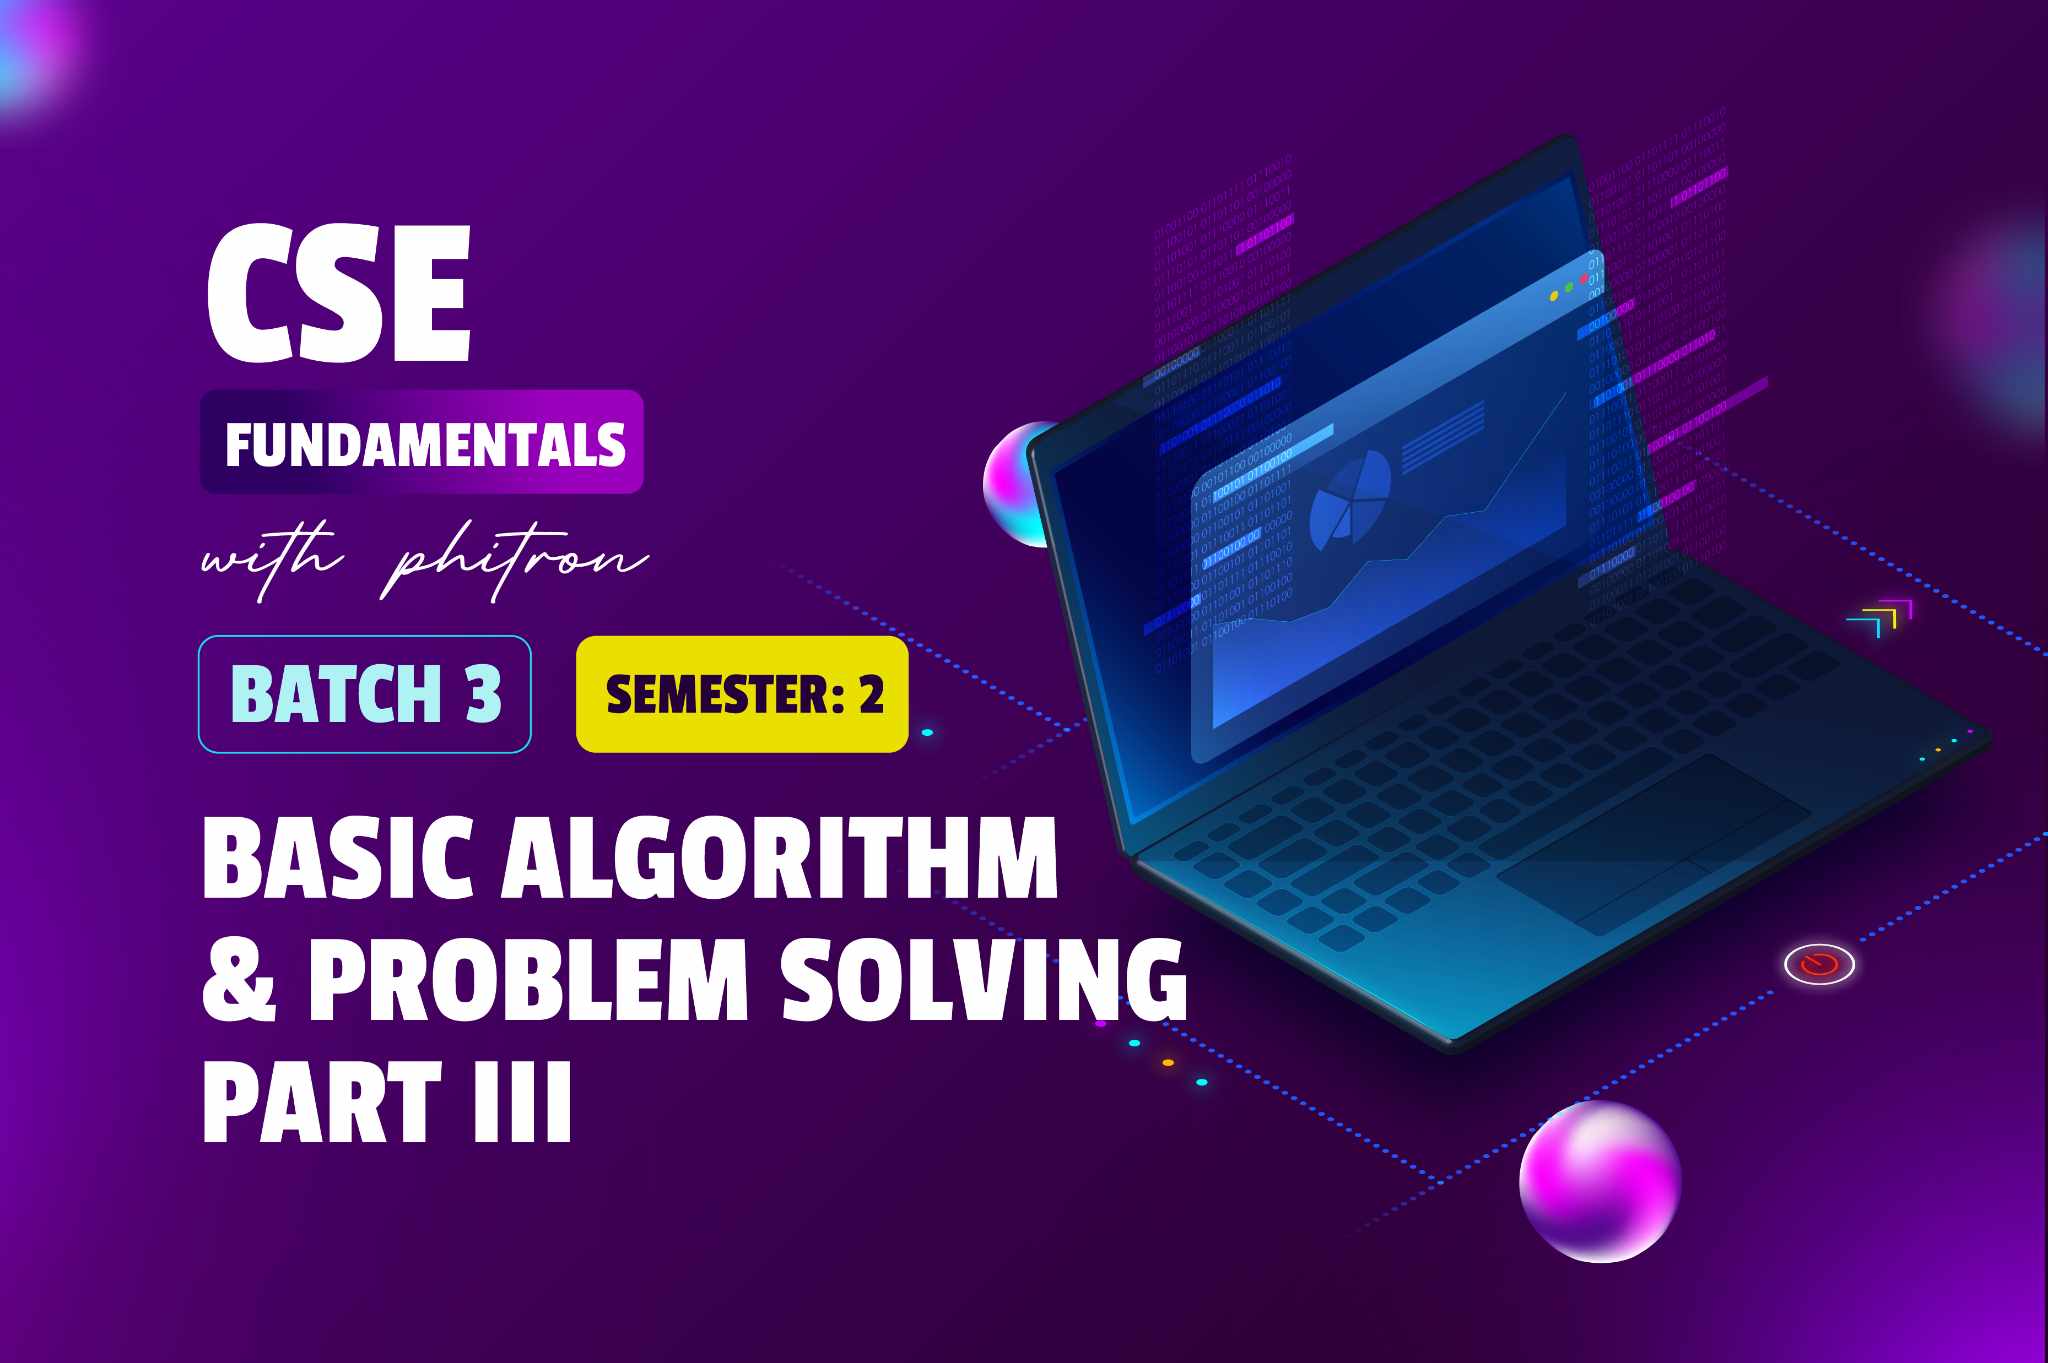 CSE
FUNDAMENTALS
with phitron
BATCH 3
SEMESTER: 2
BASIC ALGORITHM
& PROBLEM SOLVING
PART III